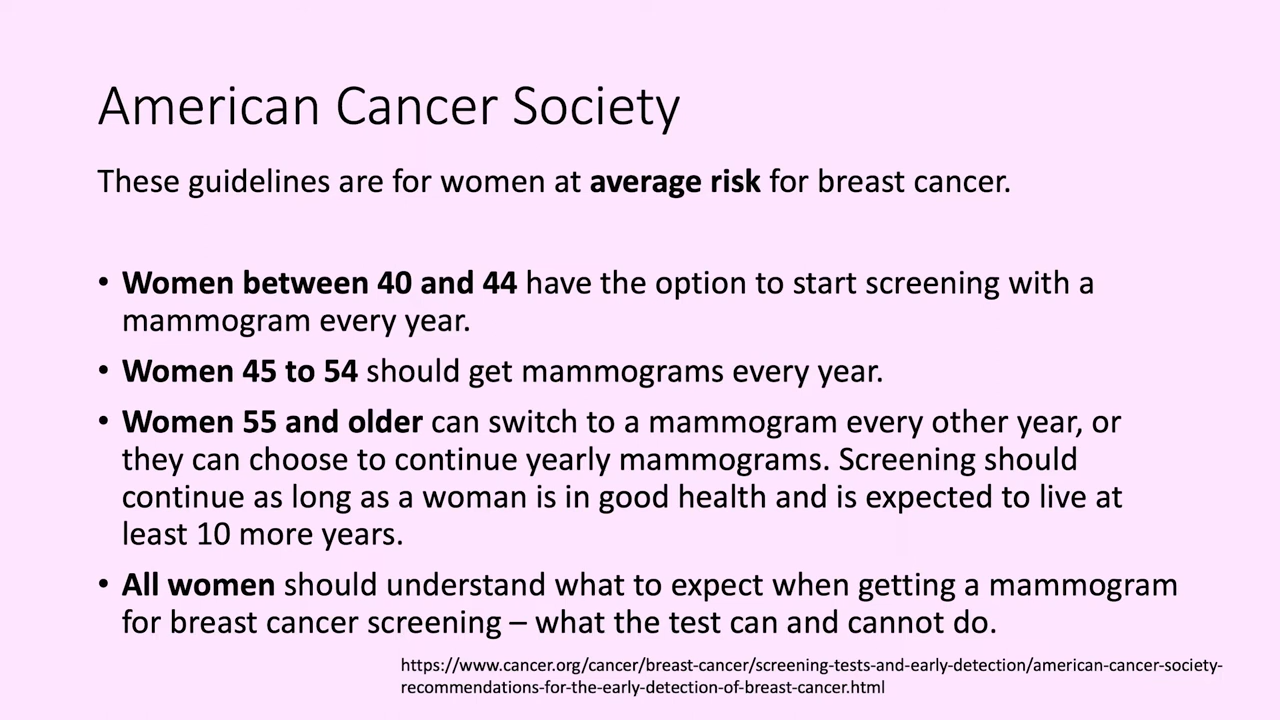 American Cancer Society
These guidelines are for women at average risk for breast cancer.
• Women between 40 and 44 have the option to start screening with a
mammogram every year.
• Women 45 to 54 should get mammograms every year.
• Women 55 and older can switch to a mammogram every other year, or
they can choose to continue yearly mammograms. Screening should
continue as long as a woman is in good health and is expected to live at
least 10 more years.
• All women should understand what to expect when getting a mammogram
for breast cancer screening – what the test can and cannot do.
https://www.cancer.org/cancer/breast-cancer/screening-tests-and-early-detection/american-cancer-society-
recommendations-for-the-early-detection-of-breast-cancer.html